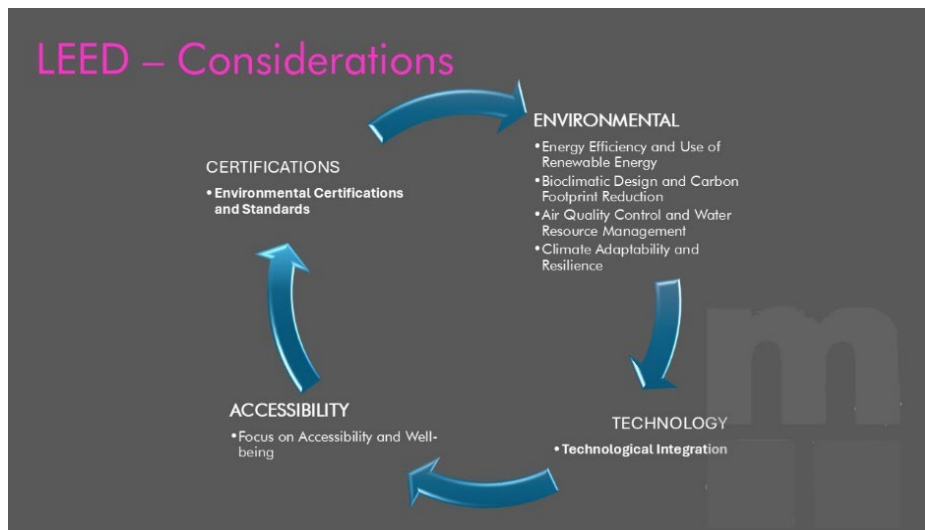 LEED – Considerations
ENVIRONMENTAL
•Energy Efficiency and Use of
Renewable Energy
•Bioclimatic Design and Carbon
Footprint Reduction
•Air Quality Control and Water
Resource Management
•Climate Adaptability and
Resilience
TECHNOLOGY
•Technological Integration
ACCESSIBILITY
•Focus on Accessibility and Well-
being
CERTIFICATIONS
•Environmental Certifications
and Standards
m